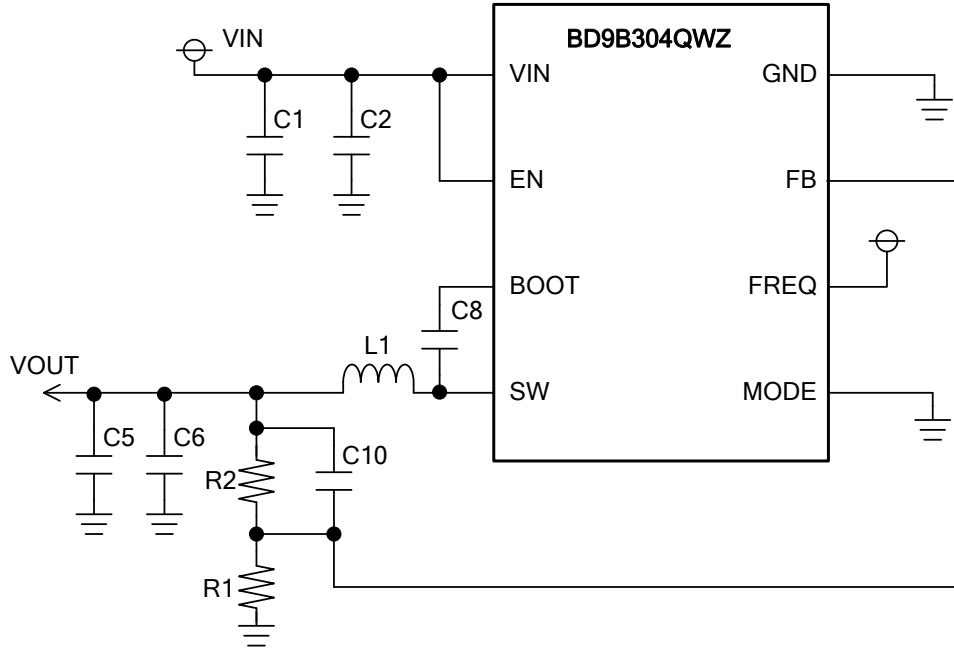 BD9B304QWZ
VIN
VIN
GND
C1
C2
EN
FB
BOOT
FREQ
C8
L1
VOUT
SW
MODE
C5
C6
C10
R2
R1